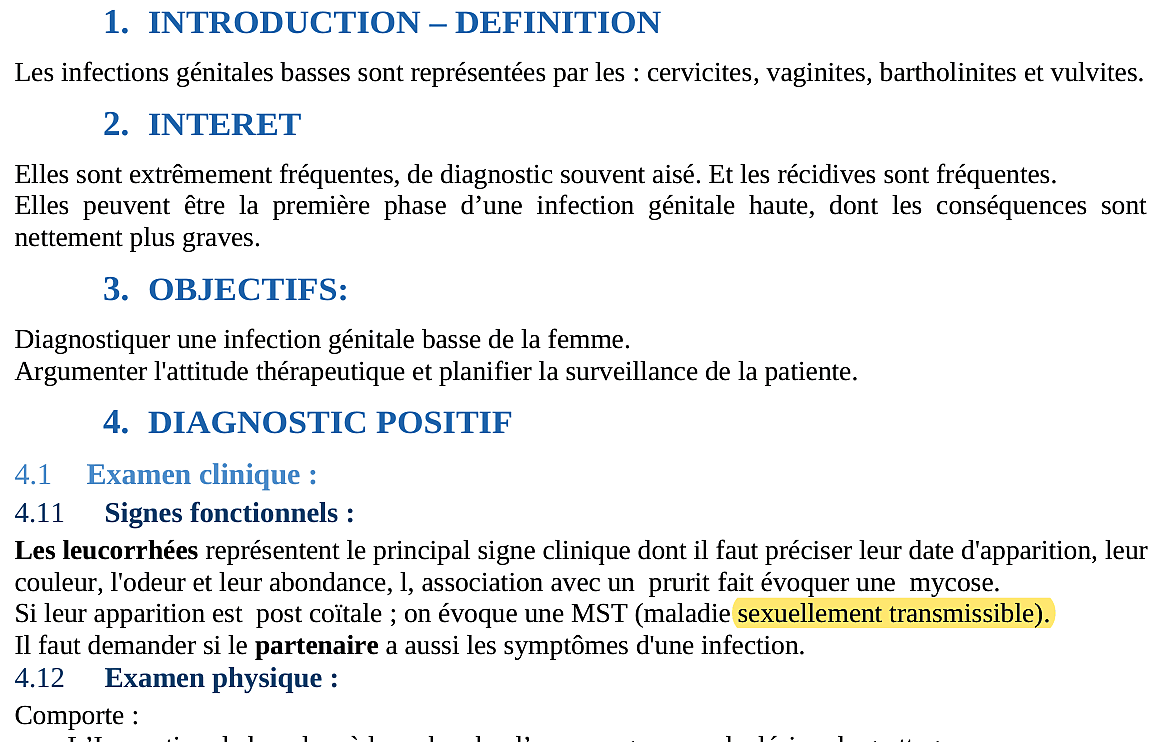 1. INTRODUCTION – DEFINITION
Les infections génitales basses sont représentées par les : cervicites, vaginites, bartholinites et vulvites.
2. INTERET
Elles sont extrêmement fréquentes, de diagnostic souvent aisé. Et les récidives sont fréquentes.
Elles peuvent être la première phase d’une infection génitale haute, dont les conséquences sont
nettement plus graves.
3. OBJECTIFS:
Diagnostiquer une infection génitale basse de la femme.
Argumenter l'attitude thérapeutique et planifier la surveillance de la patiente.
4. DIAGNOSTIC POSITIF
4.1 Examen clinique :
4.11 Signes fonctionnels :
Les leucorrhées représentent le principal signe clinique dont il faut préciser leur date d'apparition, leur
couleur, l'odeur et leur abondance, l, association avec un prurit fait évoquer une mycose.
Si leur apparition est post coïtale ; on évoque une MST (maladie sexuellement transmissible).
Il faut demander si le partenaire a aussi les symptômes d'une infection.
4.12 Examen physique :
Comporte :